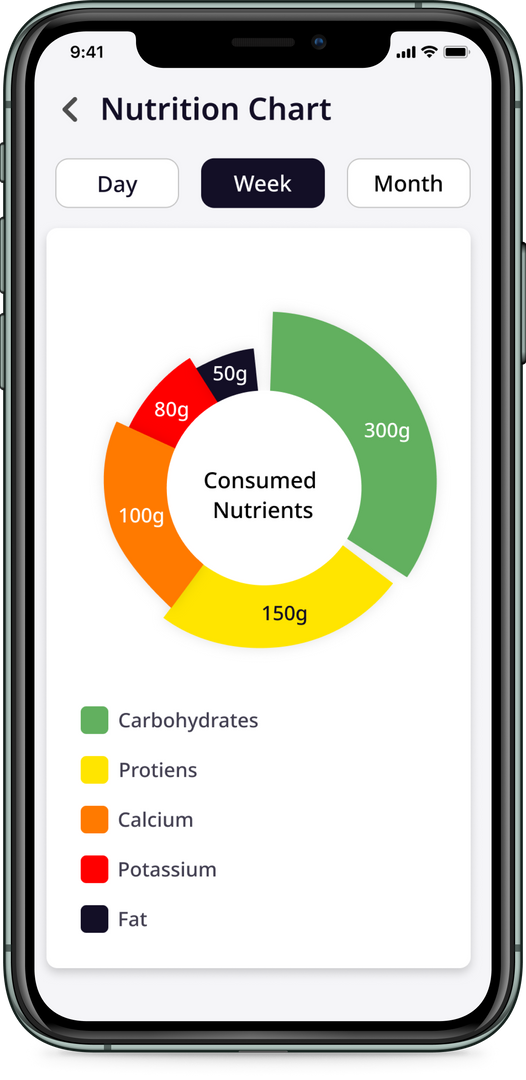 9:41
Nutrition Chart
Day Week Month
50g
300g
80g
100g
Consumed
Nutrients
150g
Carbohydrates
Protiens
Calcium
Potassium
Fat